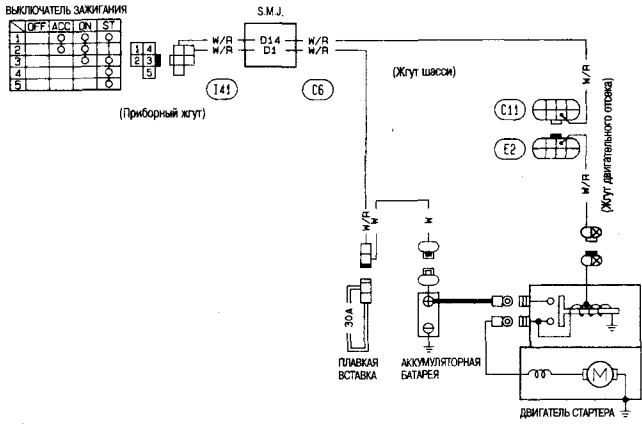 ВЫКЛЮЧАТЕЛЬ ЗАЖИГАНИЯ
OFF ACC ON ST
1
2
3
4
5
1 4
2 3
5
S.M.J.
W/R D14 W/R
W/R D1 W/R
I41
C6
(Приборный жгут)
(Жгут шасси)
W/R
C11
E2
W/R
(Жгут двигательного отсека)
W/R
W
W
30A
ПЛАВКАЯ
ВСТАВКА
АККУМУЛЯТОРНАЯ
БАТАРЕЯ
M
ДВИГАТЕЛЬ СТАРТЕРА